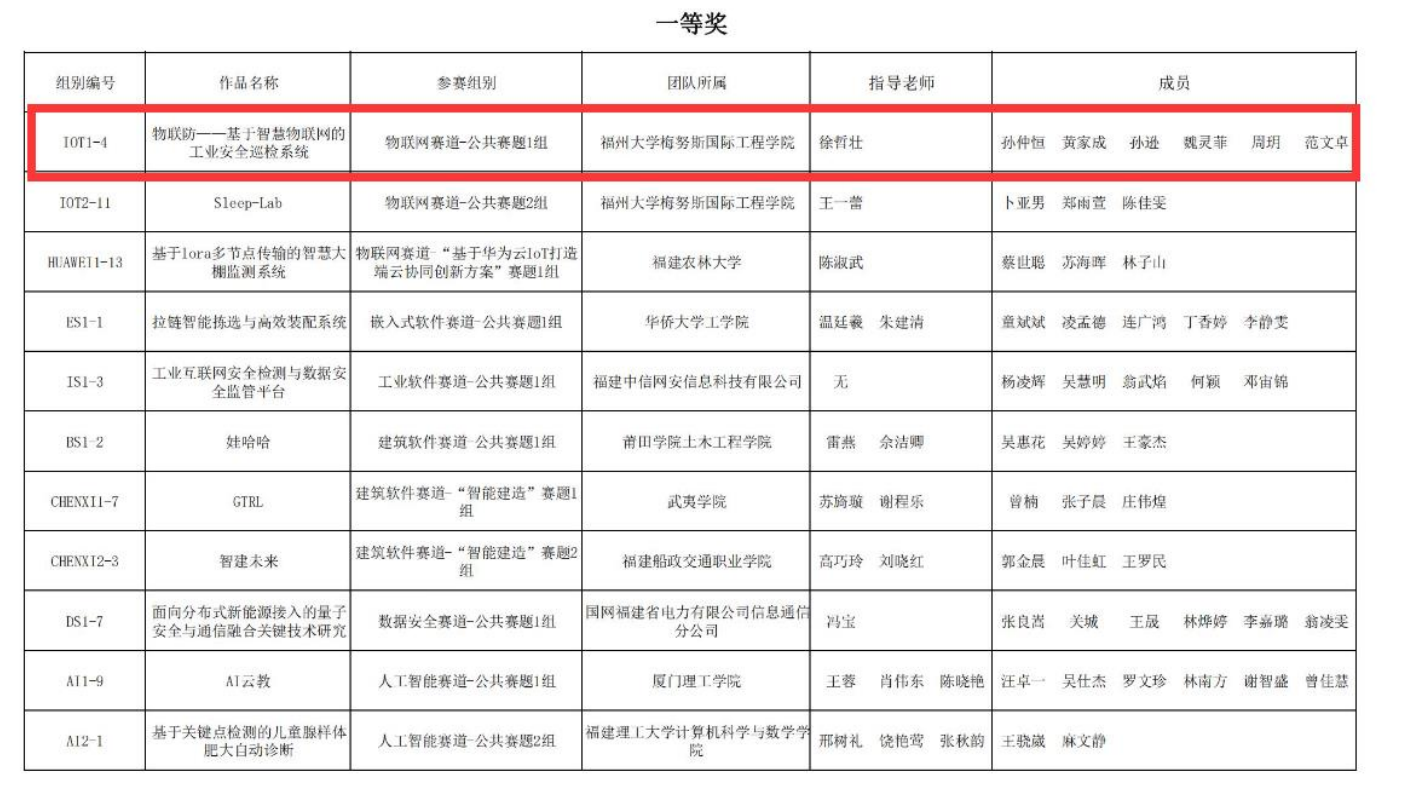 一等奖
组别编号 作品名称 参赛组别 团队所属 指导老师 成员
IOT1-4 物联防——基于智慧物联网的 物联网赛道-公共赛题1组 福州大学梅努斯国际工程学院 徐哲壮 孙仲恒 黄家成 孙逊 魏灵菲 周玥 范文卓
工业安全巡检系统
IOT2-11 Sleep-Lab 物联网赛道-公共赛题2组 福州大学梅努斯国际工程学院 王一蕾 卜亚男 郑雨萱 陈佳雯
HUAWEI1-13 基于lora多节点传输的智慧大 物联网赛道-“基于华为云IoT打造 福建农林大学 陈淑武 蔡世聪 苏海晖 林子山
棚监测系统 端云协同创新方案”赛题1组
ES1-1 拉链智能拣选与高效装配系统 嵌入式软件赛道-公共赛题1组 华侨大学工学院 温廷羲 朱建清 童斌斌 凌孟德 连广鸿 丁香婷 李静雯
IS1-3 工业互联网安全检测与数据安 工业软件赛道-公共赛题1组 福建中信网安信息科技有限公司 无 杨凌辉 吴慧明 翁武焰 何颖 邓宙锦
全监管平台
BS1-2 娃哈哈 建筑软件赛道-公共赛题1组 莆田学院土木工程学院 雷燕 佘洁卿 吴惠花 吴婷婷 王豪杰
CHENXI1-7 GTRL 建筑软件赛道-“智能建造”赛题1 武夷学院 苏旖璇 谢程乐 曾楠 张子晨 庄伟煌
组
CHENXI2-3 智建未来 建筑软件赛道-“智能建造”赛题2 福建船政交通职业学院 高巧玲 刘晓红 郭金晨 叶佳虹 王罗民
组
DS1-7 面向分布式新能源接入的量子 数据安全赛道-公共赛题1组 国网福建省电力有限公司信息通信 冯宝 张良嵩 关城 王晟 林烨婷 李嘉璐 翁凌雯
安全与通信融合关键技术研究 分公司
AI1-9 AI云教 人工智能赛道-公共赛题1组 厦门理工学院 王蓉 肖伟东 陈晓艳 汪卓一 吴仕杰 罗文珍 林南方 谢智盛 曾佳慧
AI2-1 基于关键点检测的儿童腺样体 人工智能赛道-公共赛题2组 福建理工大学计算机科学与数学学 邢树礼 饶艳莺 张秋韵 王骁崴 麻文静
肥大自动诊断 院